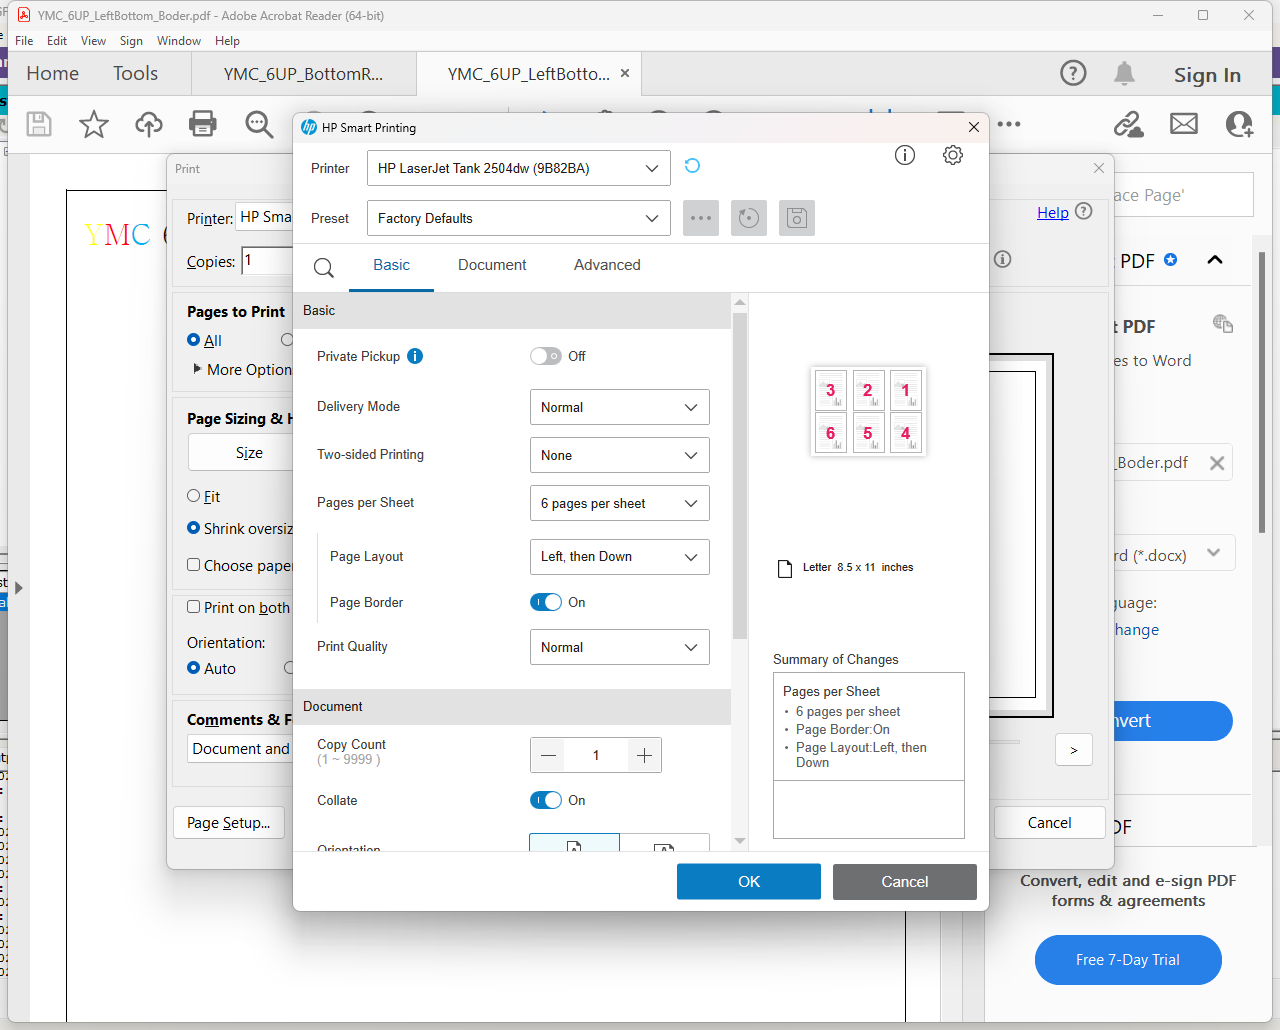 YMC_6UP_LeftBottom_Boder.pdf - Adobe Acrobat Reader (64-bit)
File Edit View Sign Window Help
Home Tools YMC_6UP_BottomR... YMC_6UP_LeftBotto... Sign In
HP Smart Printing
Print
Printer HP LaserJet Tank 2504dw (9B82BA)
Preset Factory Defaults
Basic Document Advanced
Basic
Private Pickup Off
Delivery Mode Normal
Two-sided Printing None
Pages per Sheet 6 pages per sheet
Page Layout Left, then Down
Page Border On
Print Quality Normal
Document
Copy Count
(1 ~ 9999 )
1
Collate On
Orientation
3 2 1
6 5 4
Letter 8.5 x 11 inches
Summary of Changes
Pages per Sheet
• 6 pages per sheet
• Page Border:On
• Page Layout:Left, then
Down
OK Cancel
YMC 6
Printer: HP Sma
Copies: 1
Help
Pages to Print
All
More Option
Page Sizing & H
Size
Fit
Shrink oversiz
Choose pape
Print on both
Orientation:
Auto
Comments & F
Document and
Page Setup...
>
Cancel
ace Page'
PDF
t PDF
es to Word
_Boder.pdf
rd (*.docx)
guage:
hange
nvert
DF
Convert, edit and e-sign PDF
forms & agreements
Free 7-Day Trial